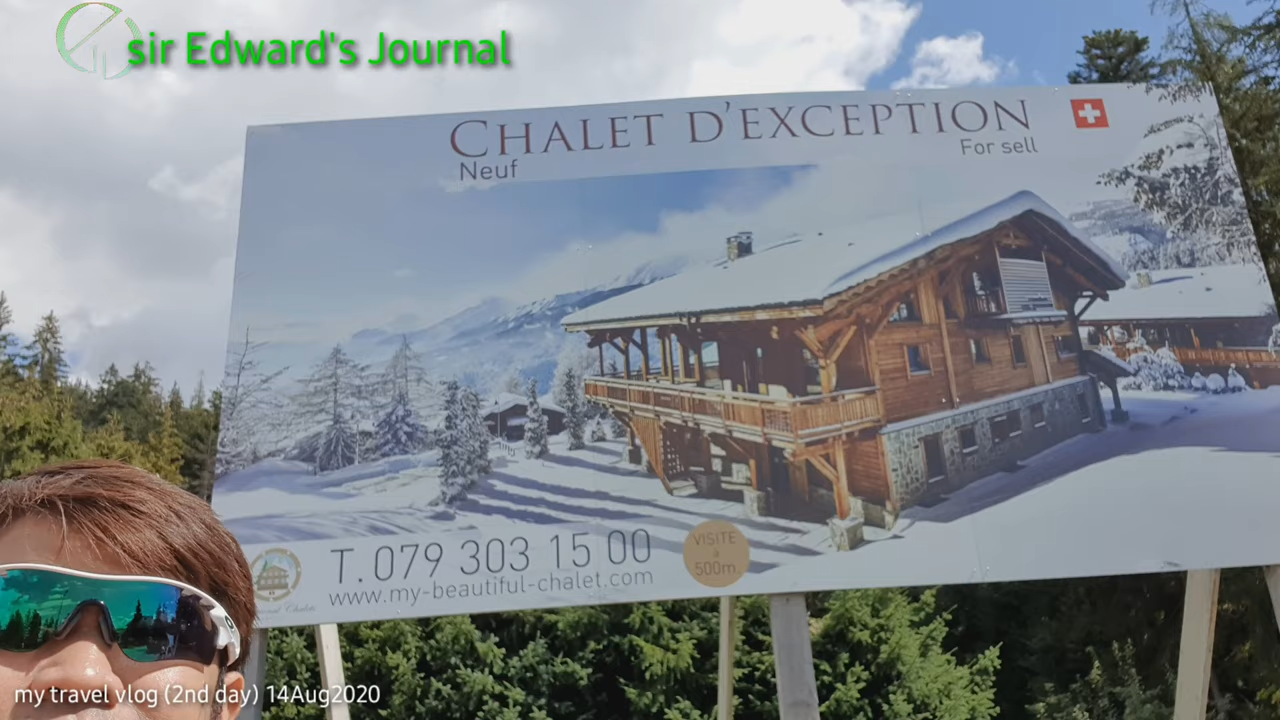 sir Edward's Journal
CHALET D'EXCEPTION
Neuf
For sell
T. 079 303 15 00
www.my-beautiful-chalet.com
VISITE
à
500m.
Chalets
my travel vlog (2nd day) 14Aug2020